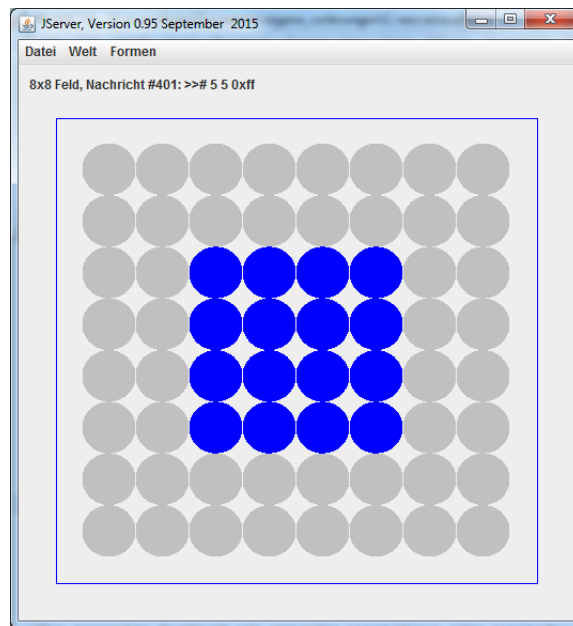 JServer, Version 0.95 September 2015
Datei Welt Formen
8x8 Feld, Nachricht #401: >># 5 5 0xff